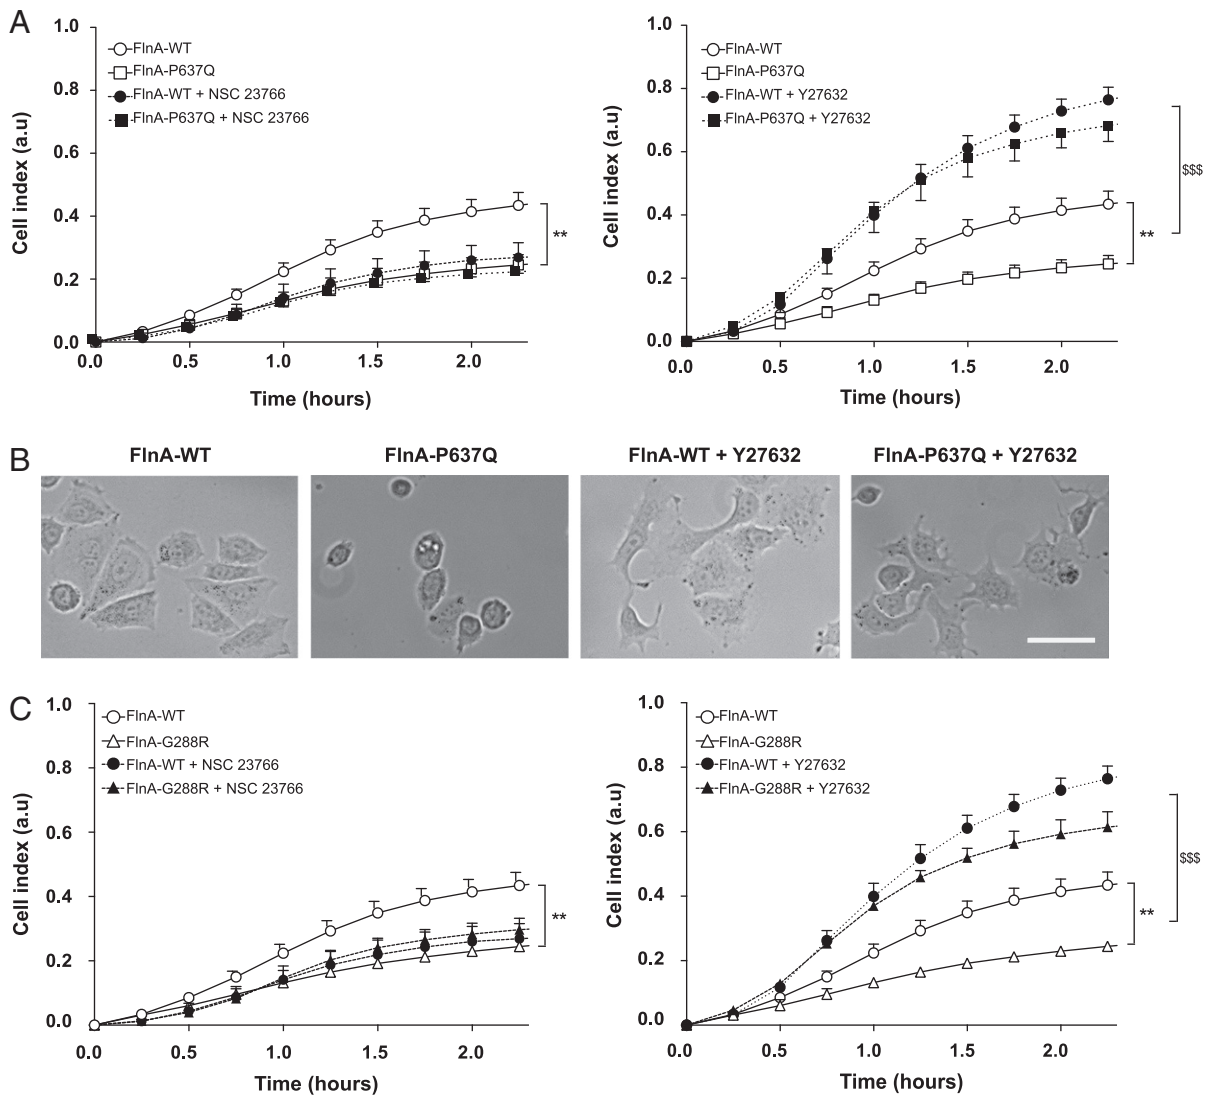 A
1.0
0.8
0.6
0.4
0.2
0.0
Cell index (a.u)
FlnA-WT
FlnA-P637Q
FlnA-WT + NSC 23766
FlnA-P637Q + NSC 23766
**
0.0 0.5 1.0 1.5 2.0
Time (hours)
1.0
0.8
0.6
0.4
0.2
0.0
Cell index (a.u)
FlnA-WT
FlnA-P637Q
FlnA-WT + Y27632
FlnA-P637Q + Y27632
**
$$$
0.0 0.5 1.0 1.5 2.0
Time (hours)
B
FlnA-WT
FlnA-P637Q
FlnA-WT + Y27632
FlnA-P637Q + Y27632
C
1.0
0.8
0.6
0.4
0.2
0.0
Cell index (a.u)
FlnA-WT
FlnA-G288R
FlnA-WT + NSC 23766
FlnA-G288R + NSC 23766
**
0.0 0.5 1.0 1.5 2.0
Time (hours)
1.0
0.8
0.6
0.4
0.2
0.0
Cell index (a.u)
FlnA-WT
FlnA-G288R
FlnA-WT + Y27632
FlnA-G288R + Y27632
**
$$$
0.0 0.5 1.0 1.5 2.0
Time (hours)